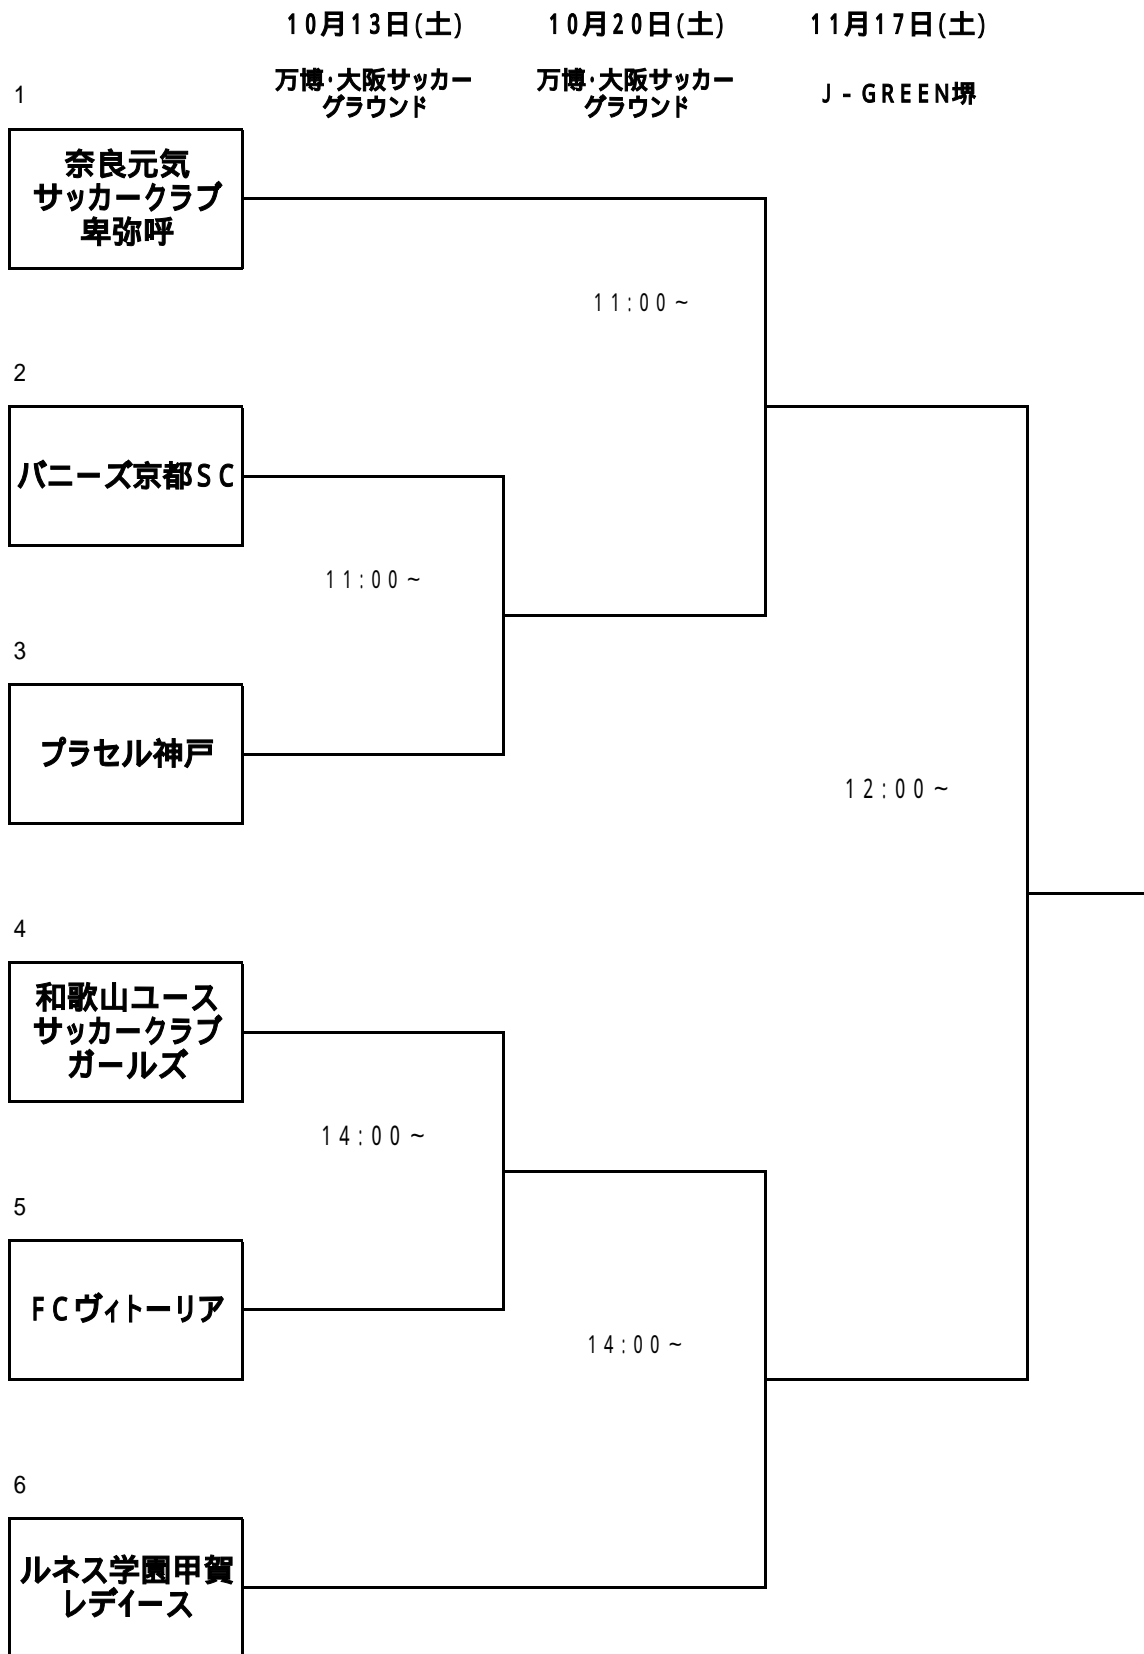 10月13日(土)
10月20日(土)
11月17日(土)
万博･大阪サッカー
グラウンド
万博･大阪サッカー
グラウンド
J－GREEN堺
1
奈良元気
サッカークラブ
卑弥呼
11:00～
2
バニーズ京都SC
11:00～
3
プラセル神戸
12:00～
4
和歌山ユース
サッカークラブ
ガールズ
14:00～
5
FCヴィトーリア
14:00～
6
ルネス学園甲賀
レディース